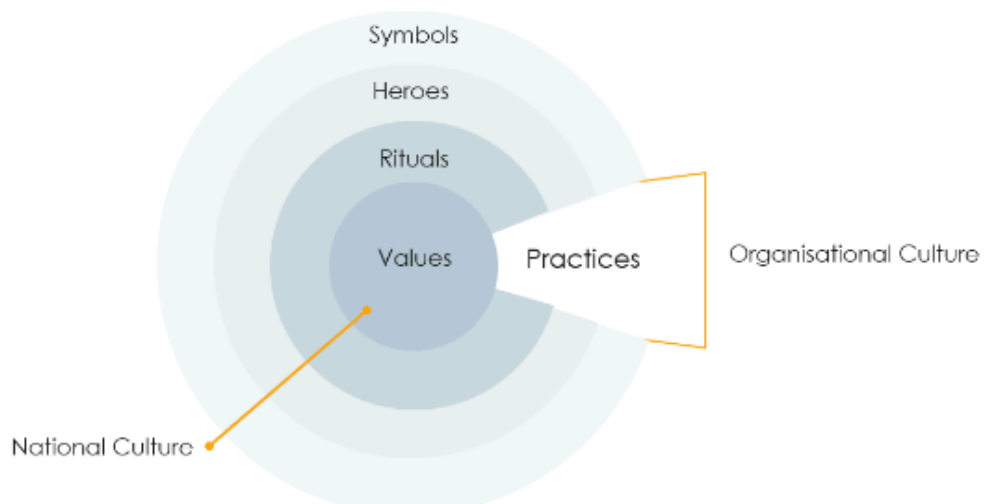 Symbols
Heroes
Rituals
Values
Practices
Organisational Culture
National Culture